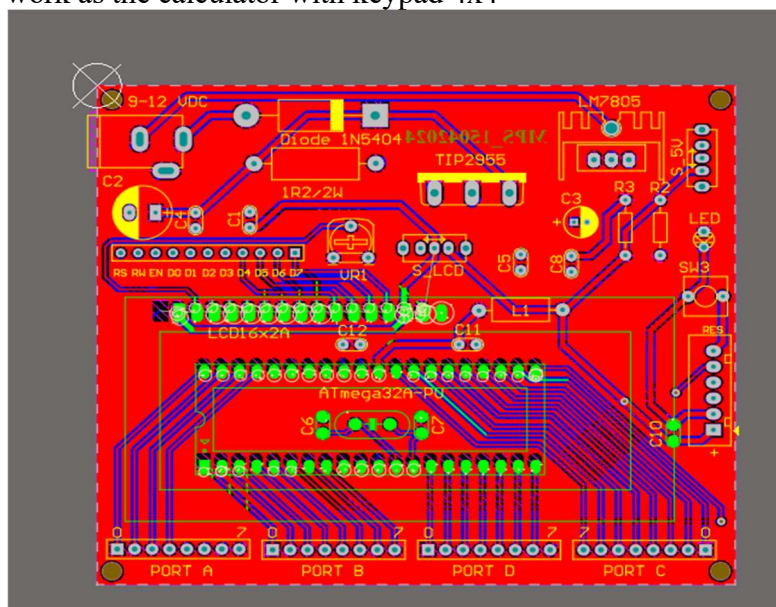 work as the calculator with keypad 4x4
9-12 VDC
LM7805
Diode 1N5404
MIPS_15042024
S_5V
TIP2955
1R2/2W
C2
C4
C1
C3
R3
R2
LED
RS RW EN D0 D1 D2 D3 D4 D5 D6 D7
VR1
S_LCD
C5
C8
SW3
LCD16x2A
L1
RES
C12
C11
ATmega32A-PU
C6
C7
C10
0 7
0 7
0 7
7 0
PORT A
PORT B
PORT D
PORT C